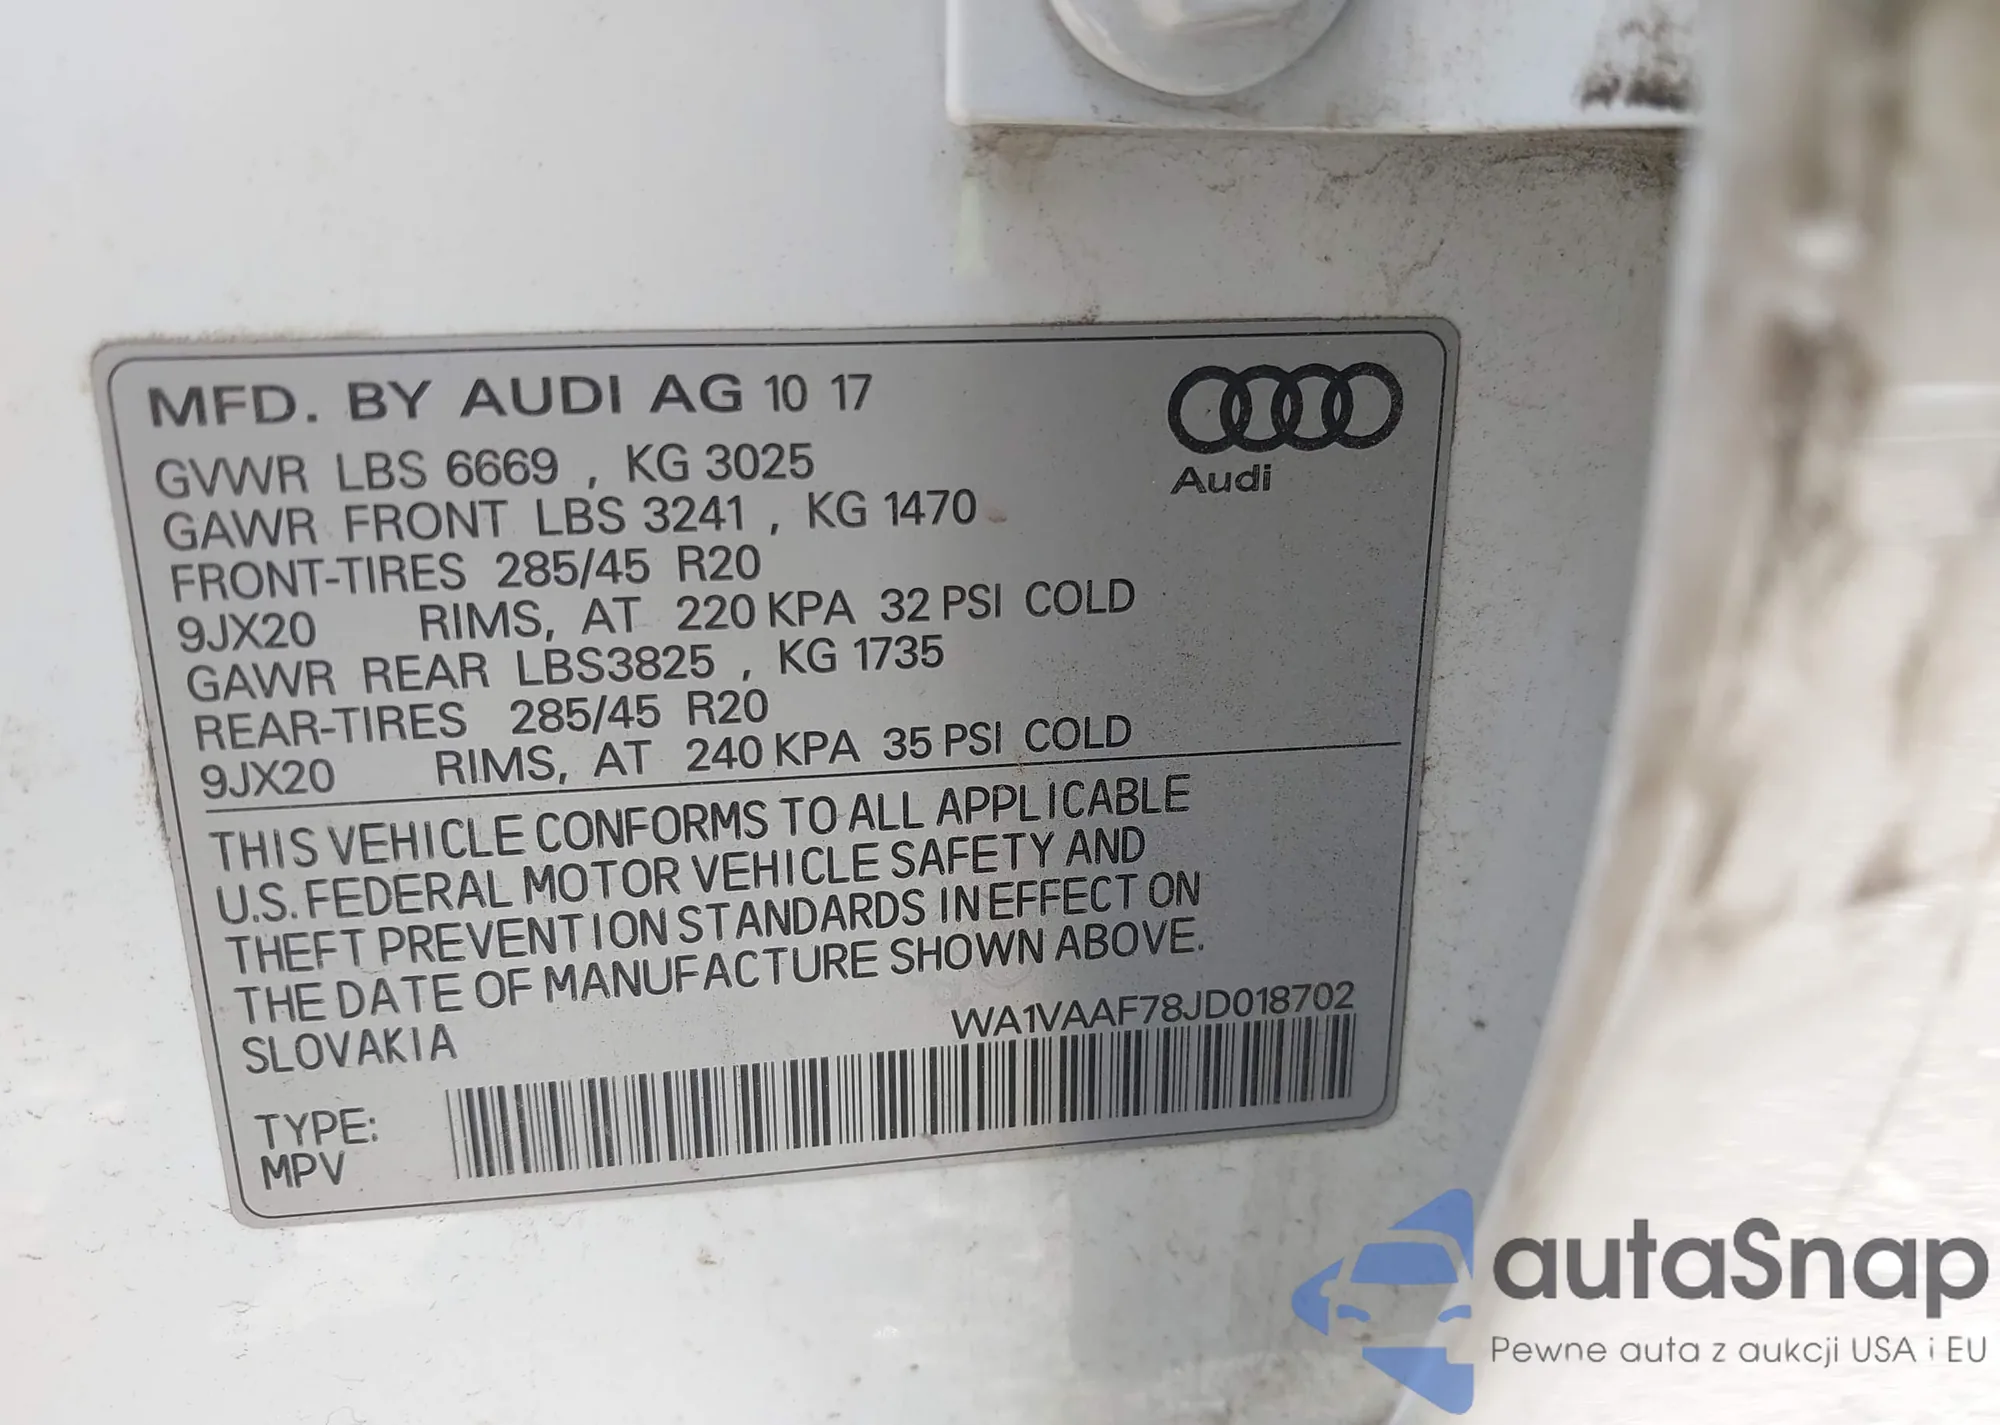 MFD. BY AUDI AG 10 17
Audi
GVWR LBS 6669 , KG 3025
GAWR FRONT LBS 3241 , KG 1470
FRONT-TIRES 285/45 R20
9JX20 RIMS, AT 220 KPA 32 PSI COLD
GAWR REAR LBS3825 , KG 1735
REAR-TIRES 285/45 R20
9JX20 RIMS, AT 240 KPA 35 PSI COLD
THIS VEHICLE CONFORMS TO ALL APPLICABLE
U.S. FEDERAL MOTOR VEHICLE SAFETY AND
THEFT PREVENTION STANDARDS IN EFFECT ON
THE DATE OF MANUFACTURE SHOWN ABOVE.
SLOVAKIA
WA1VAAF78JD018702
TYPE:
MPV
autaSnap
Pewne auta z aukcji USA i EU